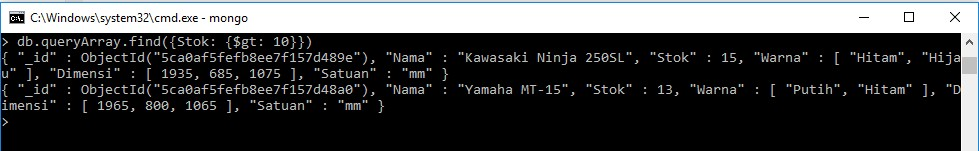 C:\Windows\system32\cmd.exe - mongo
> db.queryArray.find({Stok: {$gt: 10}})
{ "_id" : ObjectId("5ca0af5fefb8ee7f157d489e"), "Nama" : "Kawasaki Ninja 250SL", "Stok" : 15, "Warna" : [ "Hitam", "Hija
u" ], "Dimensi" : [ 1935, 685, 1075 ], "Satuan" : "mm" }
{ "_id" : ObjectId("5ca0af5fefb8ee7f157d48a0"), "Nama" : "Yamaha MT-15", "Stok" : 13, "Warna" : [ "Putih", "Hitam" ], "D
imensi" : [ 1965, 800, 1065 ], "Satuan" : "mm" }
>